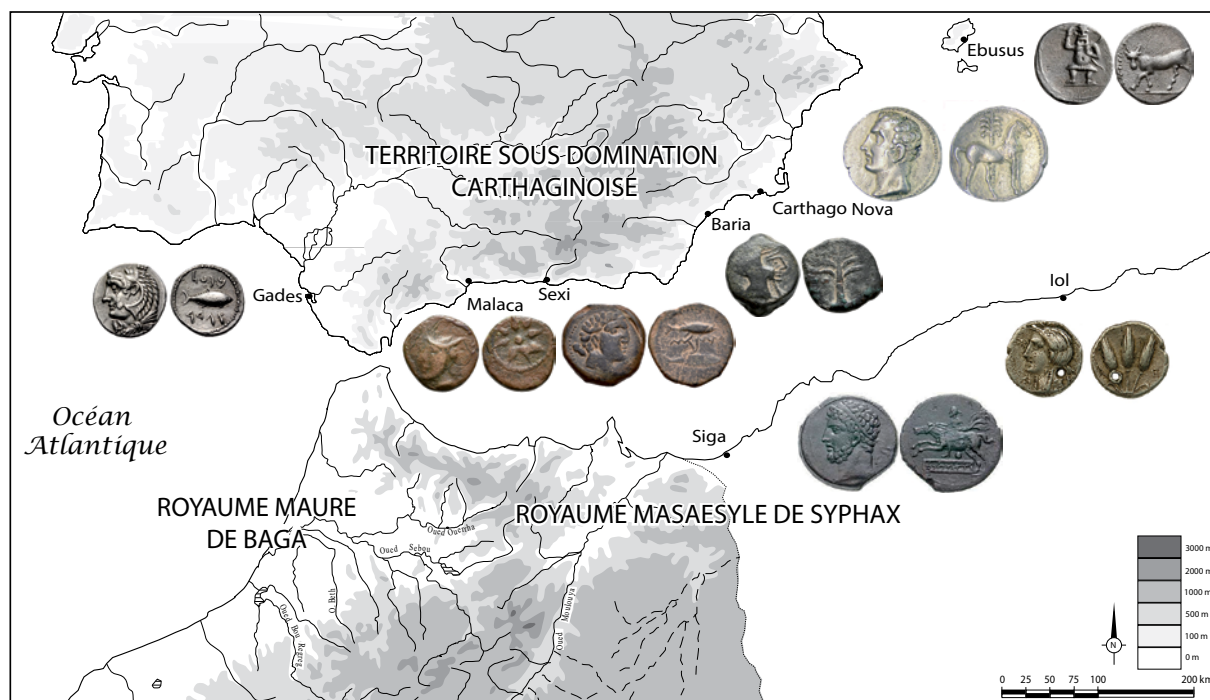 Ebusus
TERRITOIRE SOUS DOMINATION
CARTHAGINOISE
Carthago Nova
Baria
Gades
Malaca
Sexi
Iol
Océan
Atlantique
Siga
ROYAUME MAURE
DE BAGA
ROYAUME MASAESYLE DE SYPHAX
Oued Sebou
O. Beth
Oued Bou
Regreg
Oued Moulouya
3000 m
2000 m
1000 m
500 m
100 m
0 m
N
0 25 50 75 100 200 km